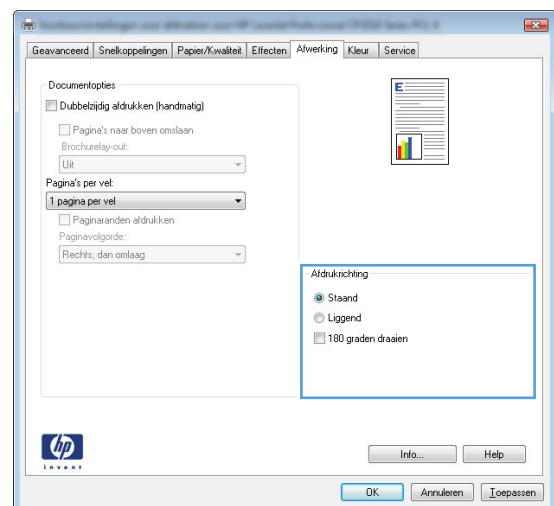 Geavanceerd Snelkoppelingen Papier/Kwaliteit Effecten Afwerking Kleur Service
Documentopties
Dubbelzijdig afdrukken (handmatig)
Pagina's naar boven omslaan
Brochurelay-out:
Uit
Pagina's per vel:
1 pagina per vel
Paginaranden afdrukken
Paginavolgorde:
Rechts, dan omlaag
E
Afdrukrichting
Staand
Liggend
180 graden draaien
hp
invent
Info... Help
OK Annuleren Toepassen